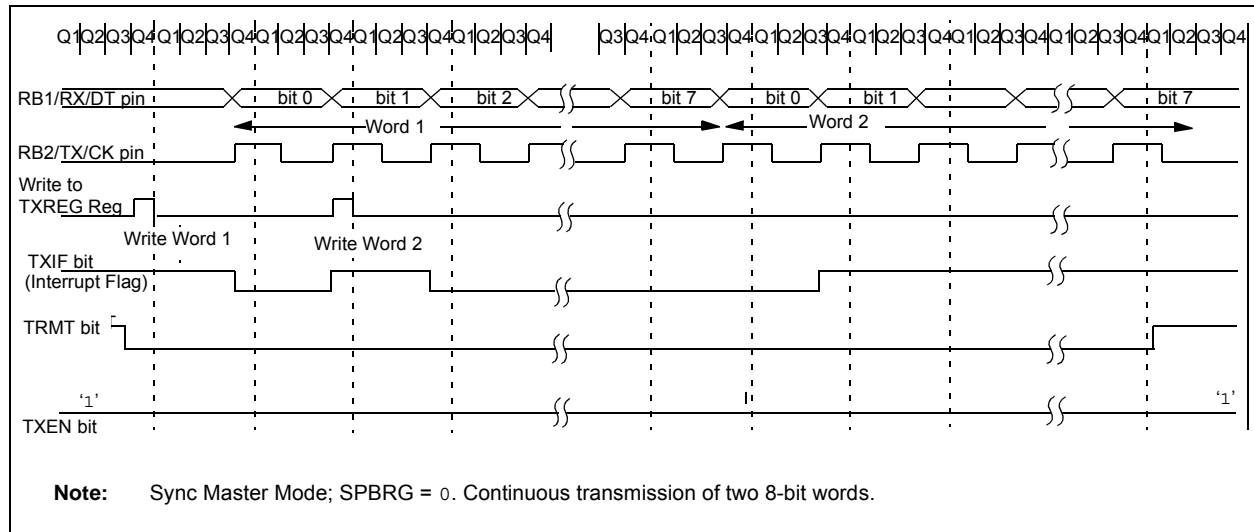 Q1Q2Q3Q4Q1Q2Q3Q4Q1Q2Q3Q4Q1Q2Q3Q4Q1Q2Q3Q4 Q3Q4Q1Q2Q3Q4Q1Q2Q3Q4Q1Q2Q3Q4Q1Q2Q3Q4Q1Q2Q3Q4Q1Q2Q3Q4
RB1/RX/DT pin bit 0 bit 1 bit 2 bit 7 bit 0 bit 1 bit 7
Word 1 Word 2
RB2/TX/CK pin
Write to
TXREG Reg
Write Word 1 Write Word 2
TXIF bit
(Interrupt Flag)
TRMT bit
‘1’ ‘1’
TXEN bit
Note: Sync Master Mode; SPBRG = 0. Continuous transmission of two 8-bit words.